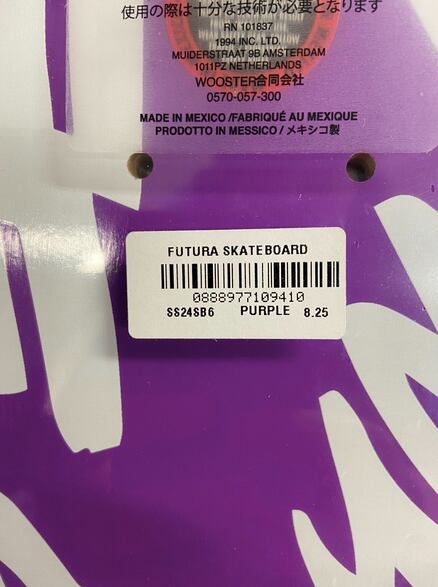 使用の際は十分な技術が必要となります
RN 101837
1994 INC. LTD.
MUIDERSTRAAT 9B AMSTERDAM
1011PZ NETHERLANDS
WOOSTER合同会社
0570-057-300
MADE IN MEXICO /FABRIQUÉ AU MEXIQUE
PRODOTTO IN MESSICO / メキシコ製
FUTURA SKATEBOARD
0888977109410
SS24SB6 PURPLE 8.25